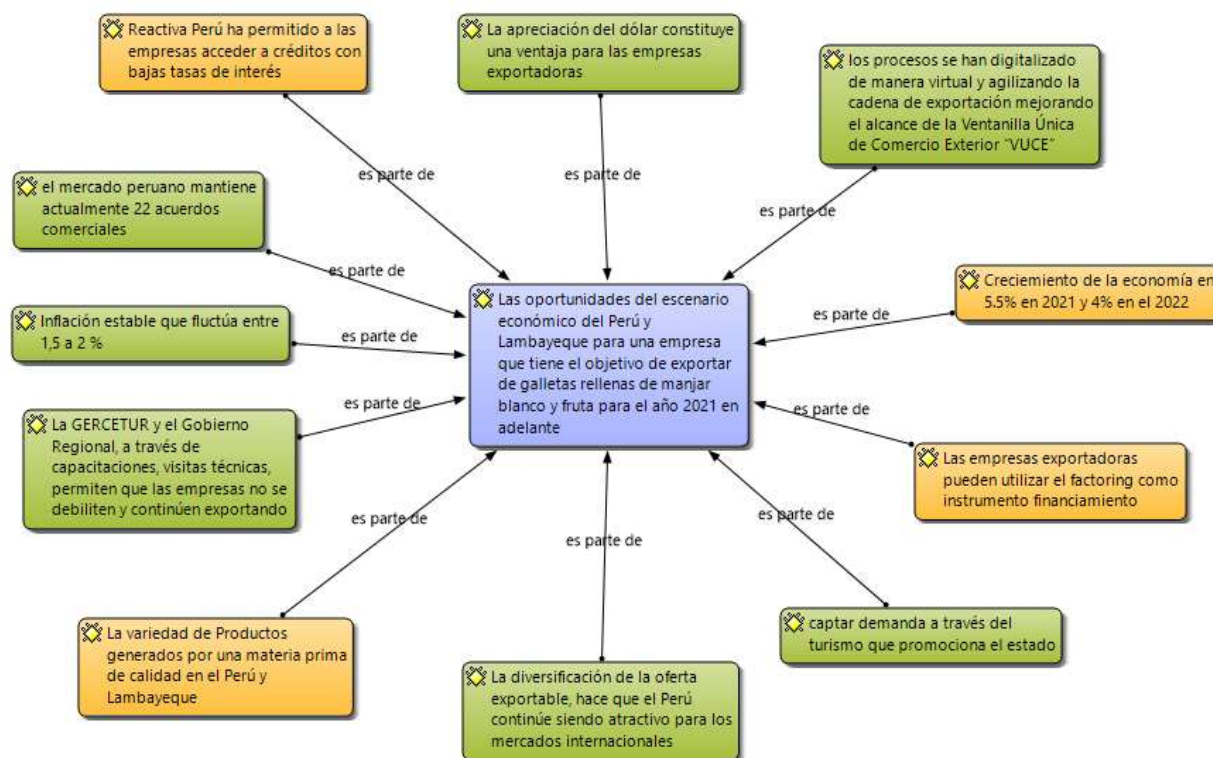 Reactiva Perú ha permitido a las
empresas acceder a créditos con
bajas tasas de interés
La apreciación del dólar constituye
una ventaja para las empresas
exportadoras
los procesos se han digitalizado
de manera virtual y agilizando la
cadena de exportación mejorando
el alcance de la Ventanilla Única
de Comercio Exterior "VUCE"
es parte de
es parte de
es parte de
el mercado peruano mantiene
actualmente 22 acuerdos
comerciales
es parte de
Inflación estable que fluctúa entre
1,5 a 2 %
es parte de
Las oportunidades del escenario
económico del Perú y
Lambayeque para una empresa
que tiene el objetivo de exportar
de galletas rellenas de manjar
blanco y fruta para el año 2021 en
adelante
es parte de
Creciemiento de la economía en
5.5% en 2021 y 4% en el 2022
La GERCETUR y el Gobierno
Regional, a través de
capacitaciones, visitas técnicas,
permiten que las empresas no se
debiliten y continúen exportando
es parte de
es parte de
Las empresas exportadoras
pueden utilizar el factoring como
instrumento financiamiento
es parte de
es parte de
es parte de
La variedad de Productos
generados por una materia prima
de calidad en el Perú y
Lambayeque
La diversificación de la oferta
exportable, hace que el Perú
continúe siendo atractivo para los
mercados internacionales
captar demanda a través del
turismo que promociona el estado